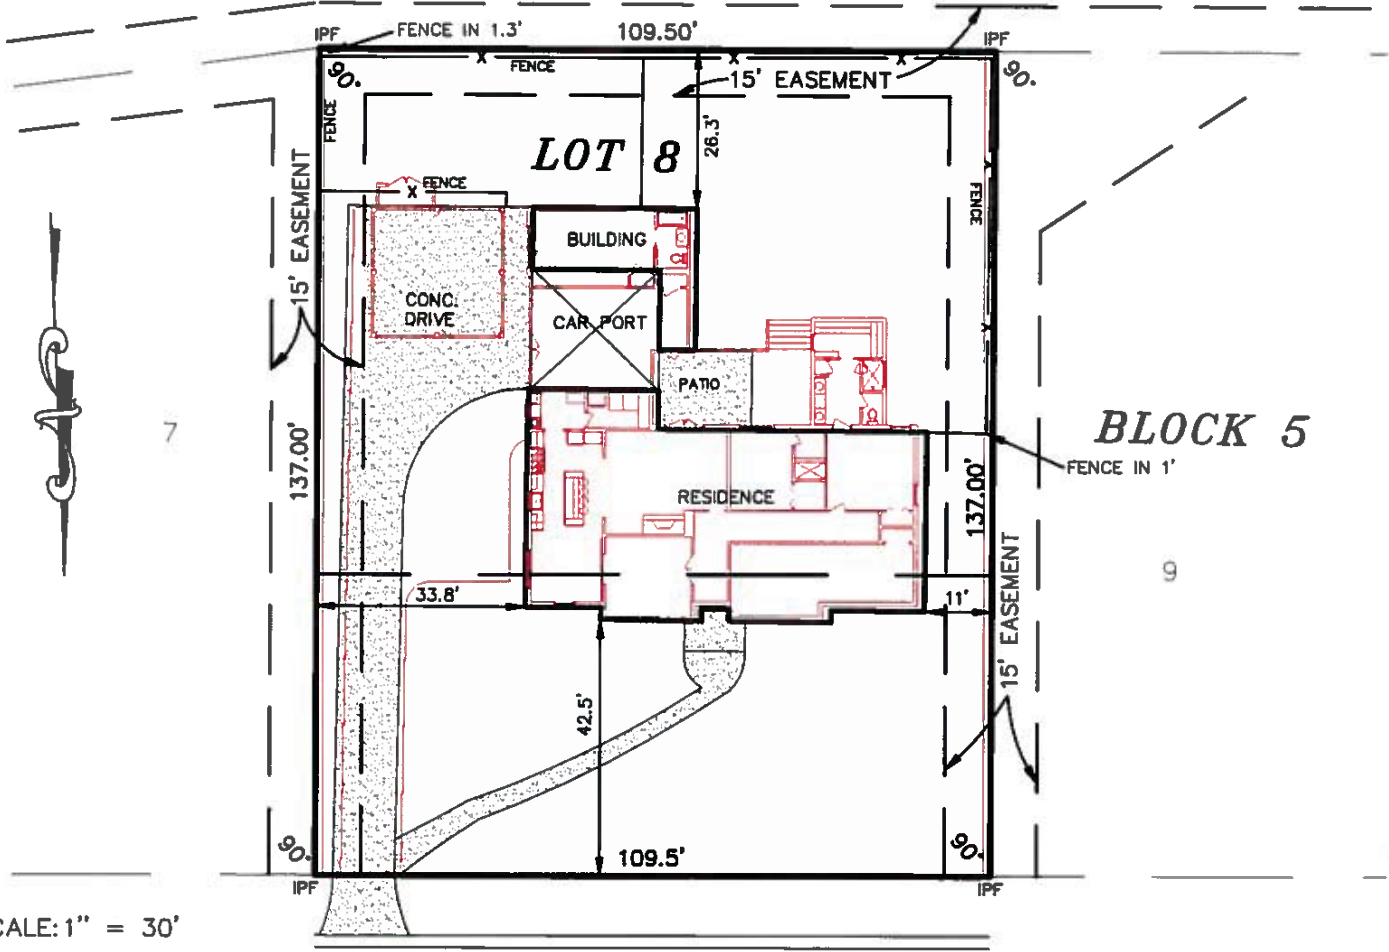 IPF
FENCE IN 1.3'
109.50'
IPF
90°
FENCE
15' EASEMENT
90°
FENCE
LOT 8
26.3'
15' EASEMENT
FENCE
FENCE
BUILDING
CONC.
DRIVE
CAR PORT
PATIO
7
137.00'
BLOCK 5
FENCE IN 1'
RESIDENCE
137.00'
15' EASEMENT
9
33.8'
11'
42.5'
90°
109.5'
90°
IPF
IPF
CALE: 1" = 30'